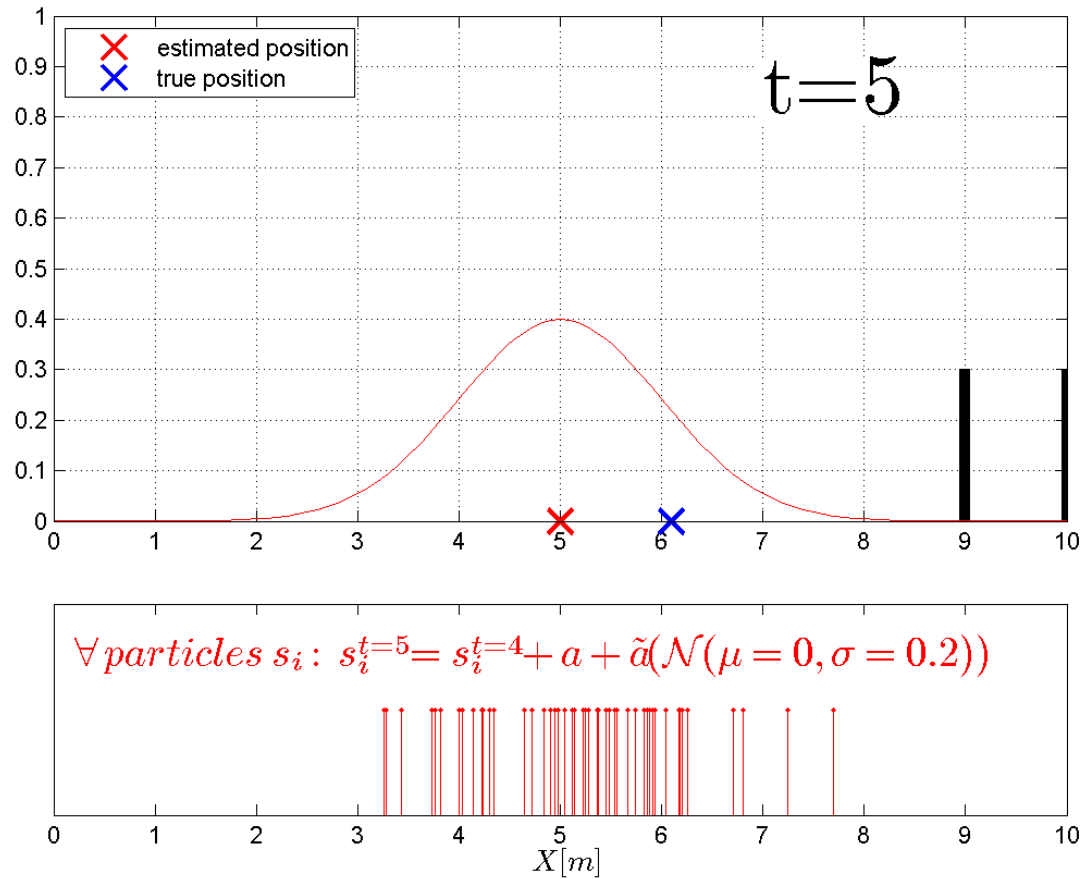 1
0.9
0.8
0.7
0.6
0.5
0.4
0.3
0.2
0.1
0
estimated position
true position
t=5
0 1 2 3 4 5 6 7 8 9 10
∀ particles s_i: s_i^{t=5} = s_i^{t=4} + a + ã(𝒩(μ = 0, σ = 0.2))
0 1 2 3 4 5 6 7 8 9 10
X[m]